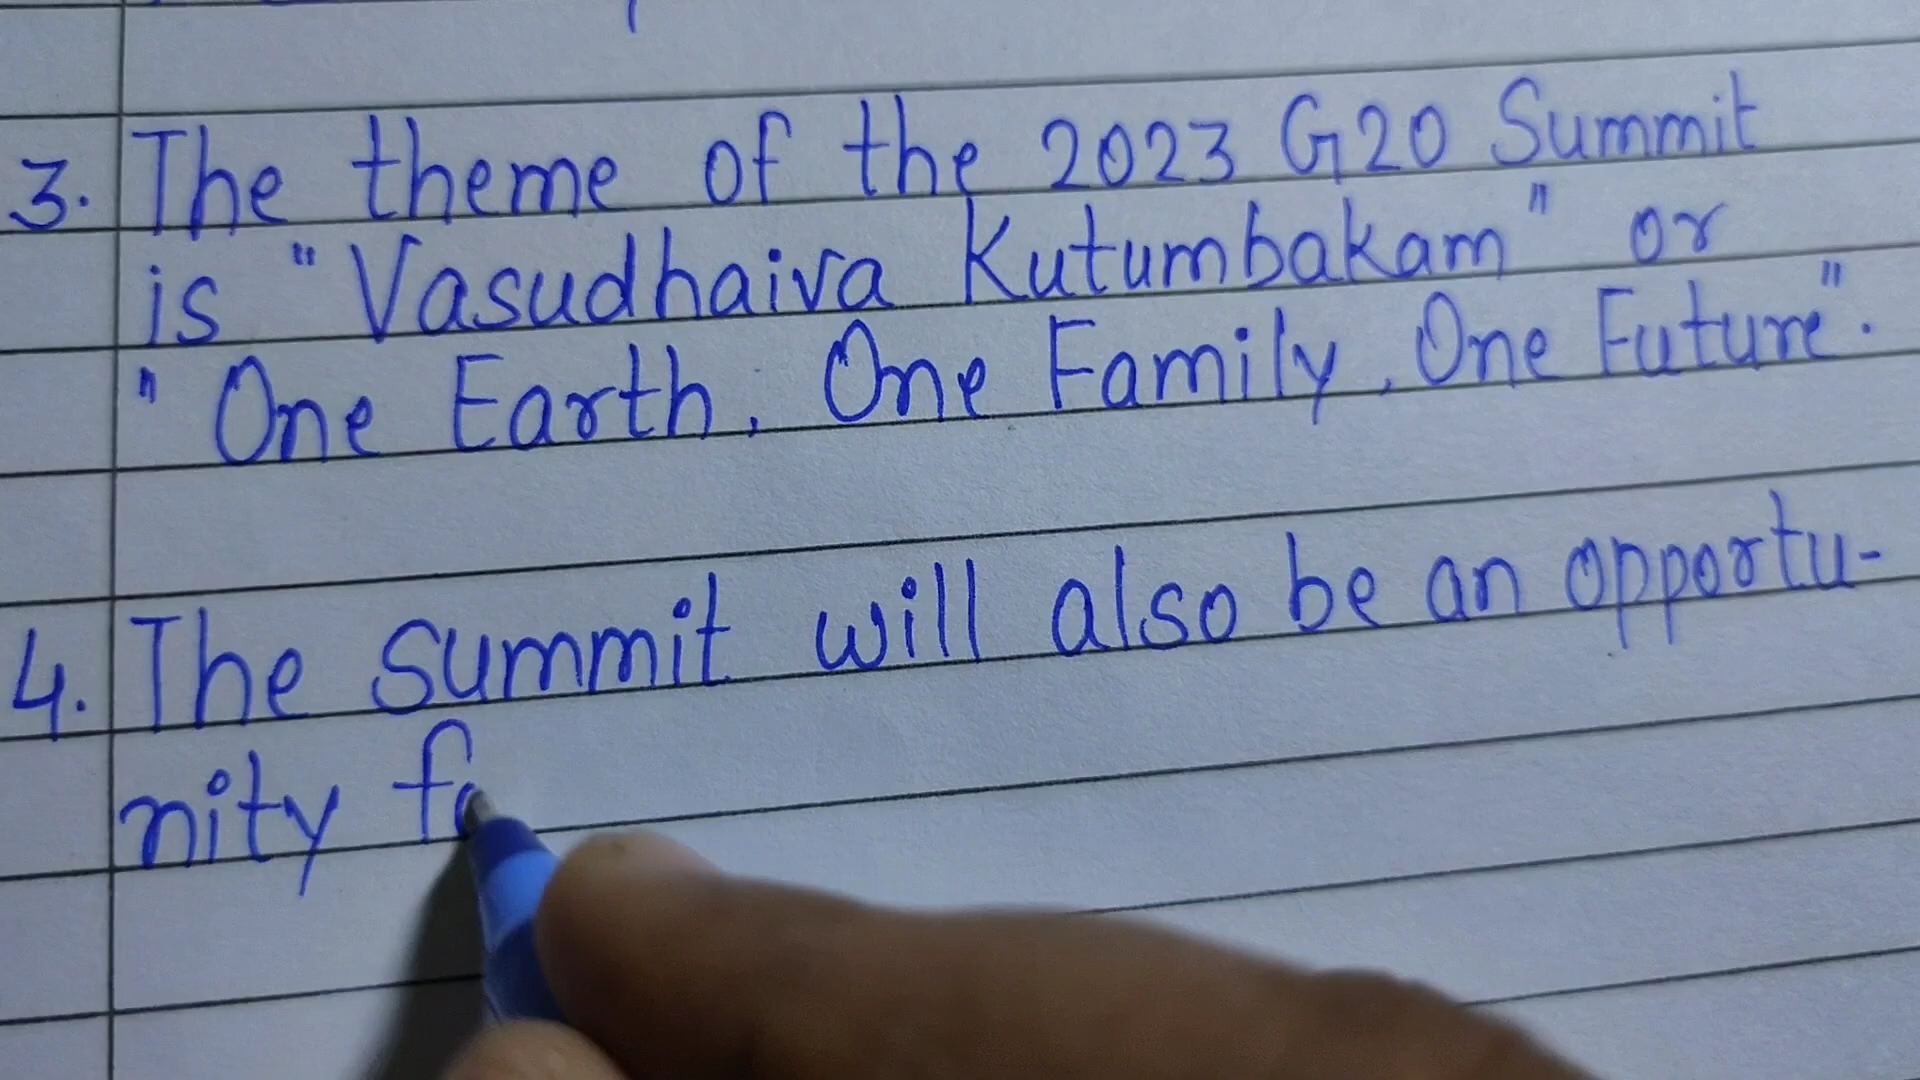 3. The theme of the 2023 G20 Summit
is "Vasudhaiva Kutumbakam" or
"One Earth, One Family, One Future".
4. The summit will also be an opportu-
nity fo